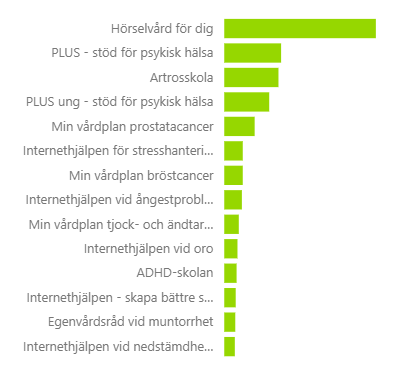 Hörselvård för dig
PLUS - stöd för psykisk hälsa
Artrosskola
PLUS ung - stöd för psykisk hälsa
Min vårdplan prostatacancer
Internethjälpen för stresshanteri...
Min vårdplan bröstcancer
Internethjälpen vid ångestprobl...
Min vårdplan tjock- och ändtar...
Internethjälpen vid oro
ADHD-skolan
Internethjälpen - skapa bättre s...
Egenvårdsråd vid muntorrhet
Internethjälpen vid nedstämdhe...